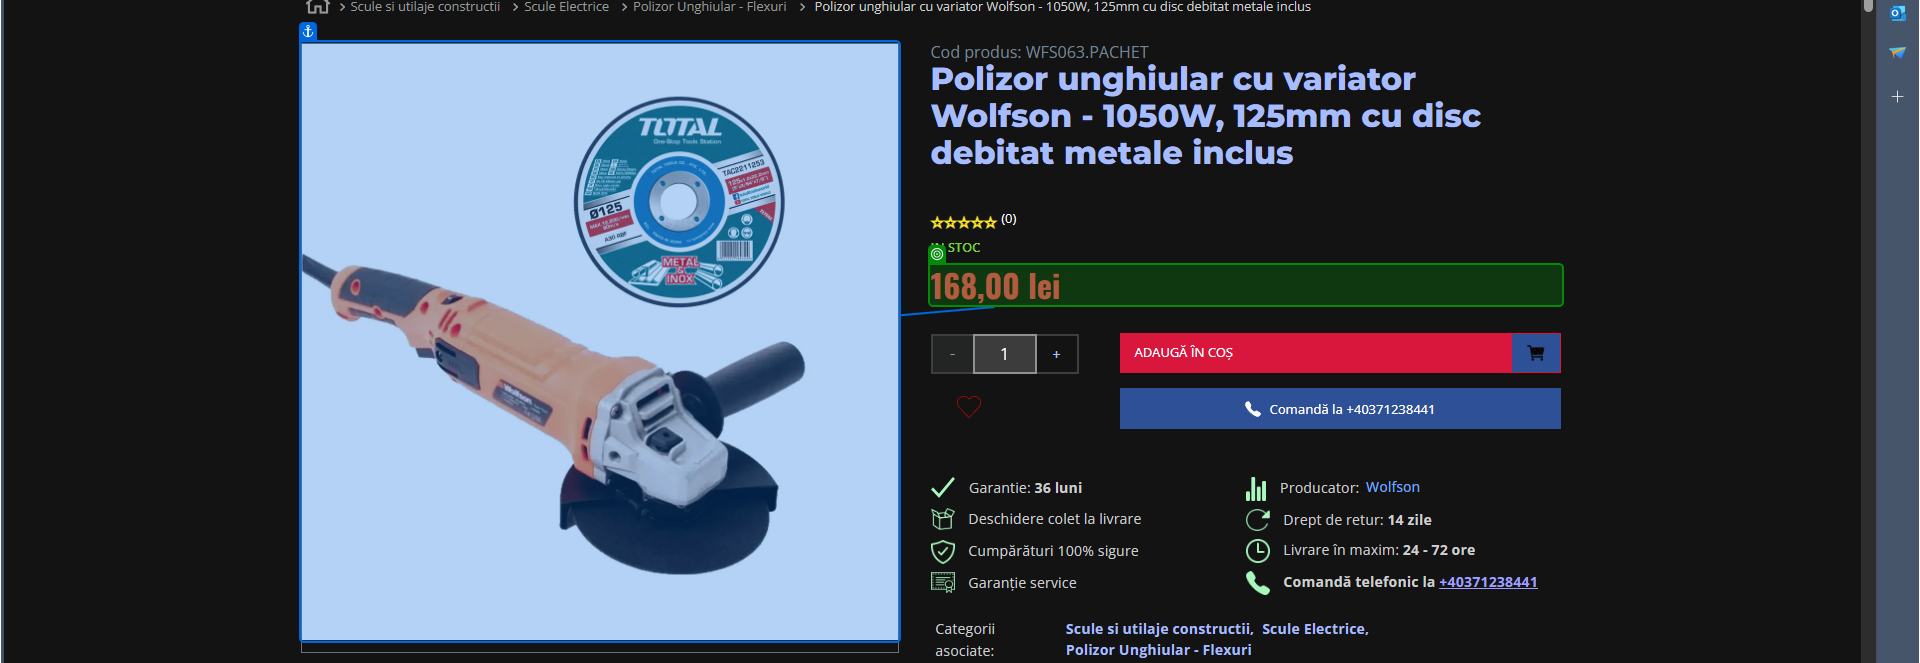 Scule si utilaje constructii > Scule Electrice > Polizor Unghiular - Flexuri > Polizor unghiular cu variator Wolfson - 1050W, 125mm cu disc debitat metale inclus
Cod produs: WFS063.PACHET
Polizor unghiular cu variator
Wolfson - 1050W, 125mm cu disc
debitat metale inclus
(0)
STOC
168,00 lei
- 1 +
ADAUGĂ ÎN COȘ
Comandă la +40371238441
TOTAL
One-Stop Tools Station
TAC2211253
Ø125
A30 RBF
METAL
&
INOX
Wolfson
Garantie: 36 luni
Producator: Wolfson
Deschidere colet la livrare
Drept de retur: 14 zile
Cumpărături 100% sigure
Livrare în maxim: 24 - 72 ore
Garanție service
Comandă telefonic la +40371238441
Categorii
asociate:
Scule si utilaje constructii, Scule Electrice,
Polizor Unghiular - Flexuri